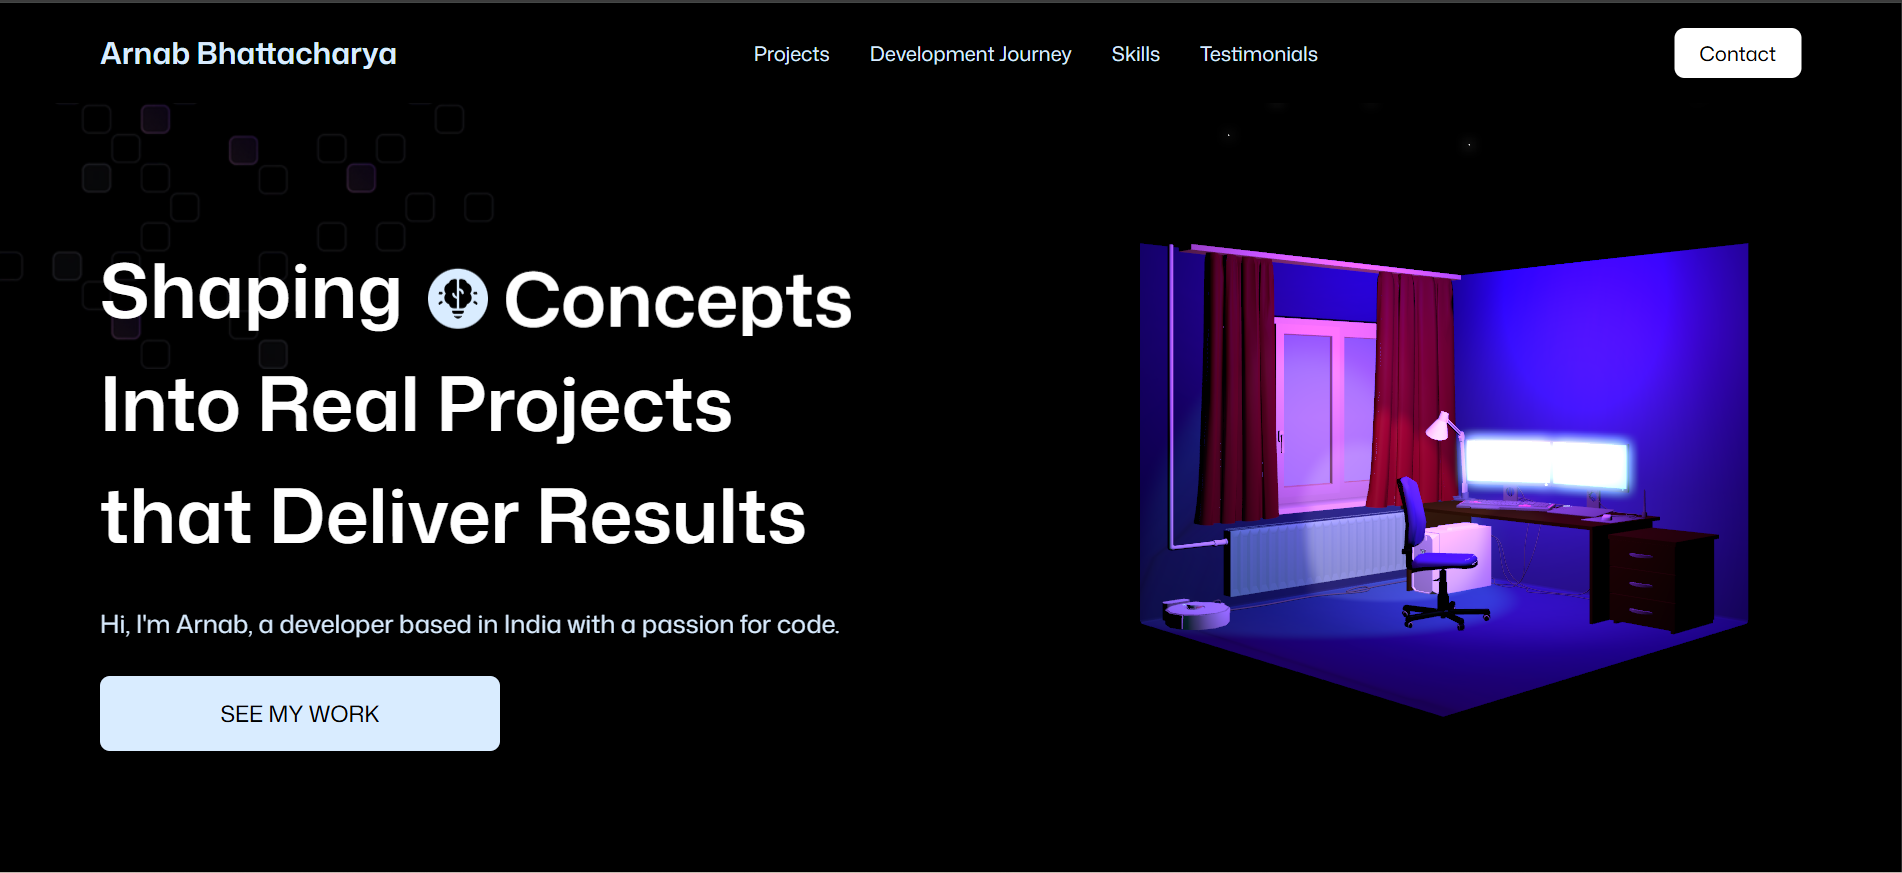 Arnab Bhattacharya
Projects Development Journey Skills Testimonials
Contact
Shaping Concepts
Into Real Projects
that Deliver Results
Hi, I'm Arnab, a developer based in India with a passion for code.
SEE MY WORK